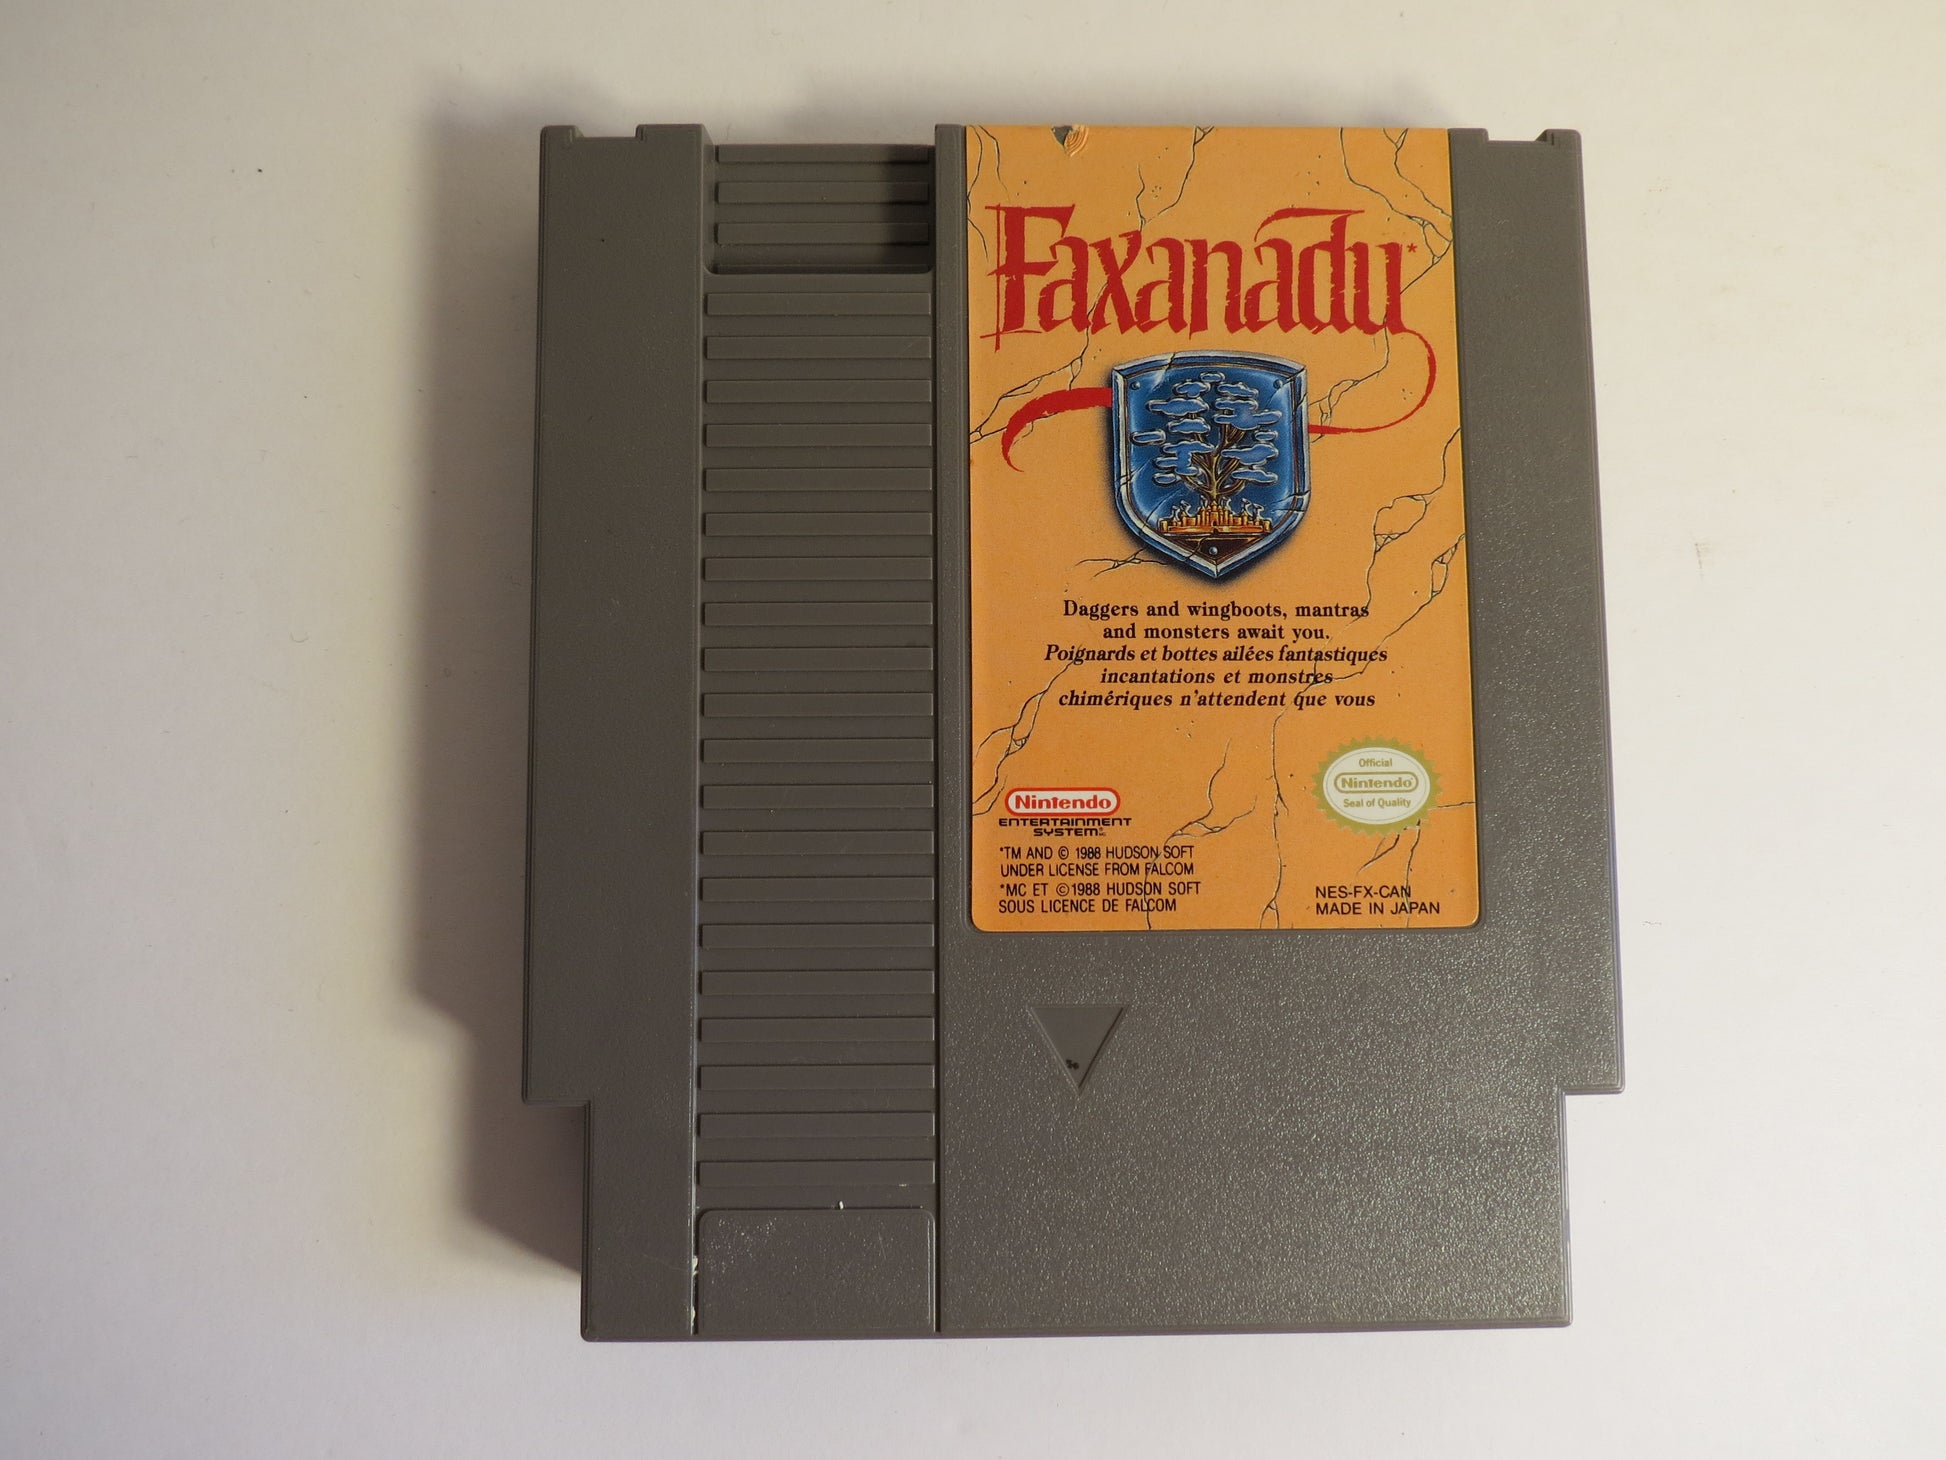 Faxanadu*
Daggers and wingboots, mantras
and monsters await you.
Poignards et bottes ailées fantastiques
incantations et monstres
chimériques n'attendent que vous
Official
Nintendo
Seal of Quality
Nintendo
ENTERTAINMENT
SYSTEM
*TM AND © 1988 HUDSON SOFT
UNDER LICENSE FROM FALCOM
*MC ET ©1988 HUDSON SOFT
SOUS LICENCE DE FALCOM
NES-FX-CAN
MADE IN JAPAN